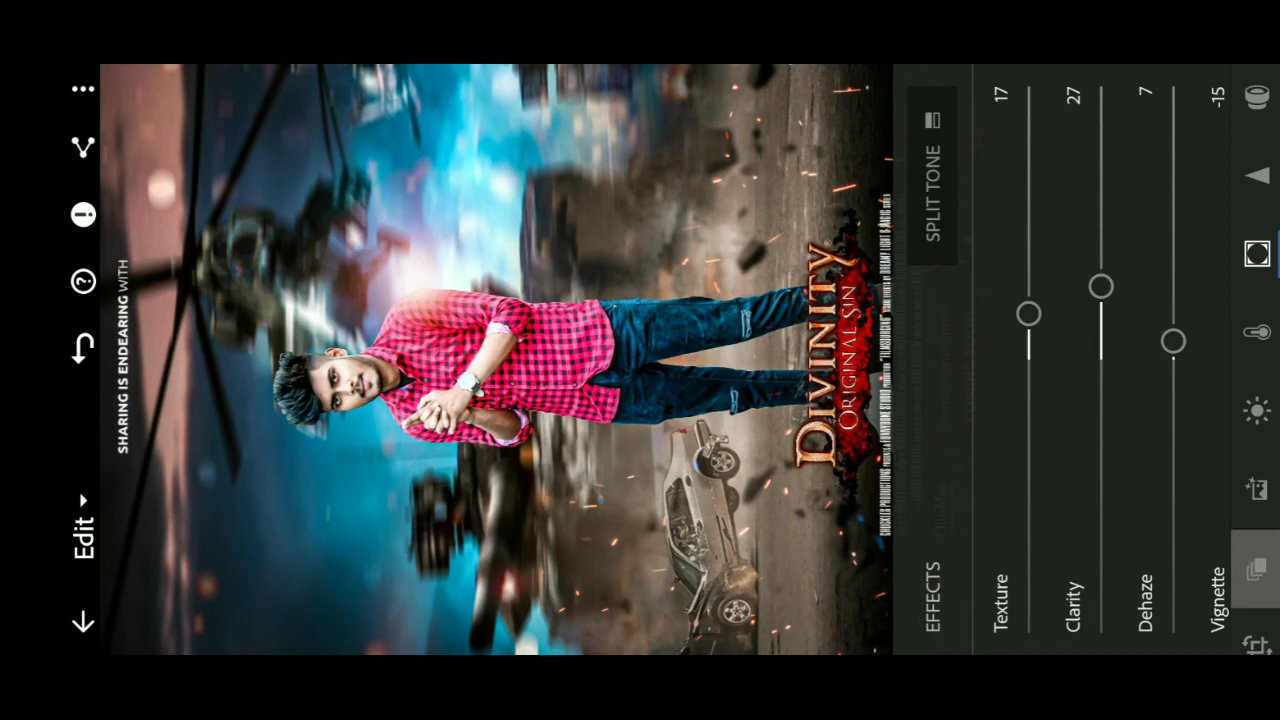 Edit
SHARING IS ENDEARING WITH
DIVINITY
ORIGINAL SIN
EFFECTS
SPLIT TONE
Texture 17
Clarity 27
Dehaze 7
Vignette -15